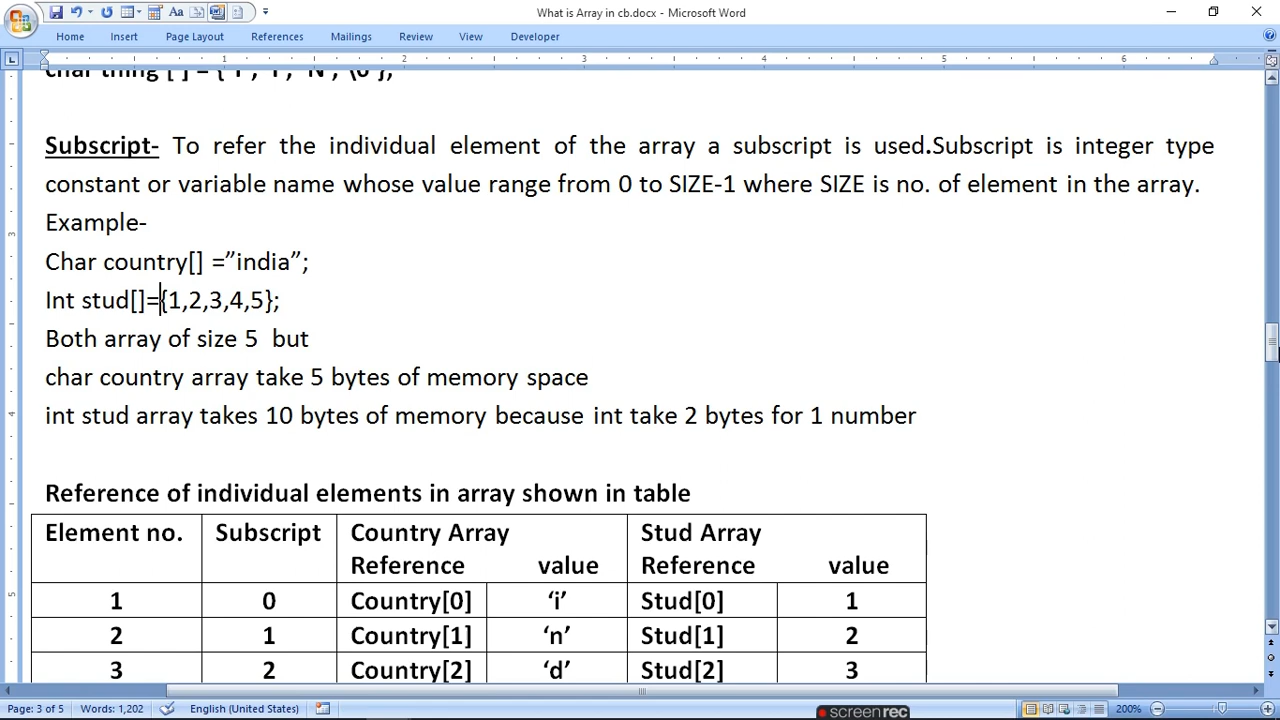 What is Array in cb.docx - Microsoft Word
Home Insert Page Layout References Mailings Review View Developer
1 2 3 4 5 6
Subscript- To refer the individual element of the array a subscript is used.Subscript is integer type
constant or variable name whose value range from 0 to SIZE-1 where SIZE is no. of element in the array.
Example-
Char country[] =”india”;
Int stud[]={1,2,3,4,5};
Both array of size 5  but
char country array take 5 bytes of memory space
int stud array takes 10 bytes of memory because int take 2 bytes for 1 number
Reference of individual elements in array shown in table
Element no. Subscript Country Array Stud Array
Reference value Reference value
1 0 Country[0] ‘i’ Stud[0] 1
2 1 Country[1] ‘n’ Stud[1] 2
3 2 Country[2] ‘d’ Stud[2] 3
Page: 3 of 5 Words: 1,202 English (United States) 200%
screenrec